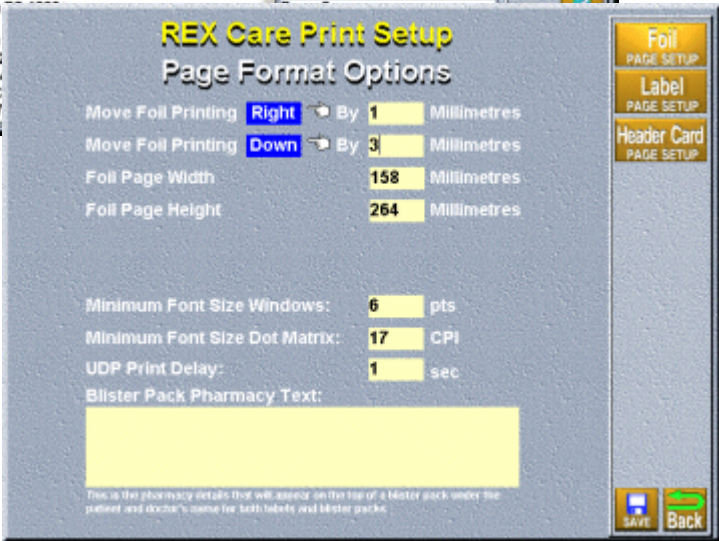 REX Care Print Setup
Page Format Options
Move Foil Printing Right By 1 Millimetres
Move Foil Printing Down By 3 Millimetres
Foil Page Width 158 Millimetres
Foil Page Height 264 Millimetres
Minimum Font Size Windows: 6 pts
Minimum Font Size Dot Matrix: 17 CPI
UDP Print Delay: 1 sec
Blister Pack Pharmacy Text:
This is the pharmacy details that will appear on the top of a blister pack under the
patient and doctor's name for both labels and blister packs
Foil
PAGE SETUP
Label
PAGE SETUP
Header Card
PAGE SETUP
SAVE
Back